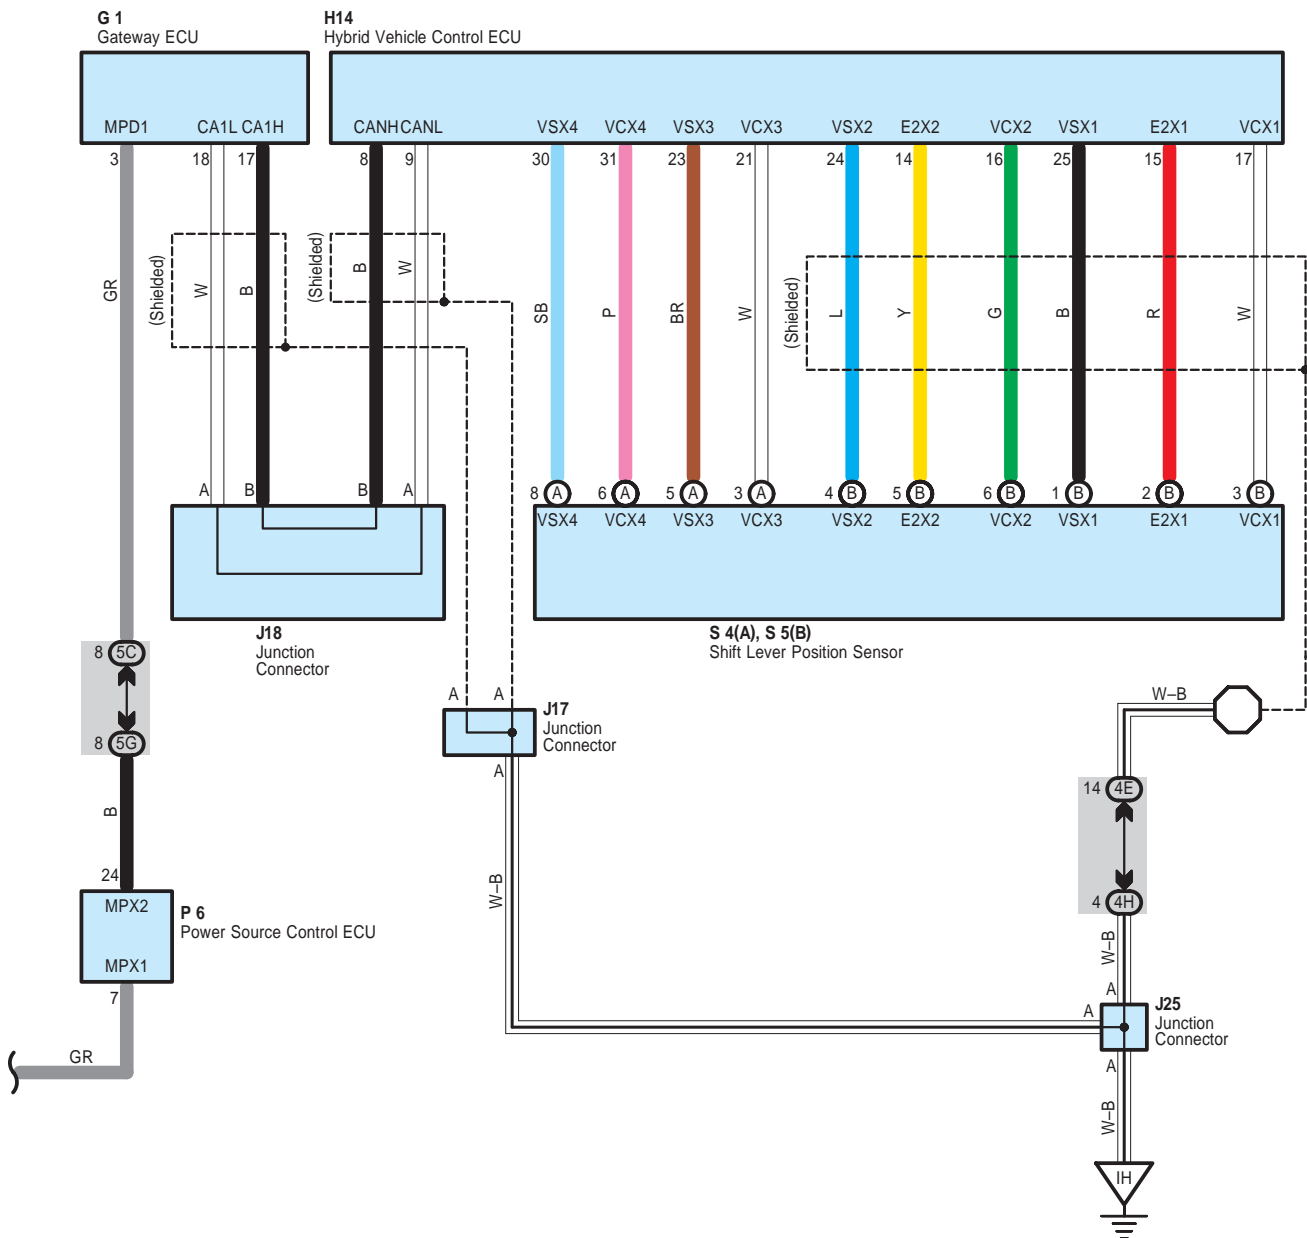 G 1
Gateway ECU
H14
Hybrid Vehicle Control ECU
MPD1 CA1L CA1H
CANH CANL VSX4 VCX4 VSX3 VCX3 VSX2 E2X2 VCX2 VSX1 E2X1 VCX1
3 18 17 8 9 30 31 23 21 24 14 16 25 15 17
GR
(Shielded)
W
B
(Shielded)
B
W
SB
P
BR
W
(Shielded)
L
Y
G
B
R
W
A B B A
8 A 6 A 5 A 3 A 4 B 5 B 6 B 1 B 2 B 3 B
VSX4 VCX4 VSX3 VCX3 VSX2 E2X2 VCX2 VSX1 E2X1 VCX1
J18
Junction
Connector
S 4(A), S 5(B)
Shift Lever Position Sensor
8 5C
8 5G
A A
J17
Junction
Connector
A
W–B
14 4E
4 4H
B
24
MPX2
P 6
Power Source Control ECU
MPX1
7
GR
W–B
W–B
A
A
J25
Junction
Connector
A
W–B
IH